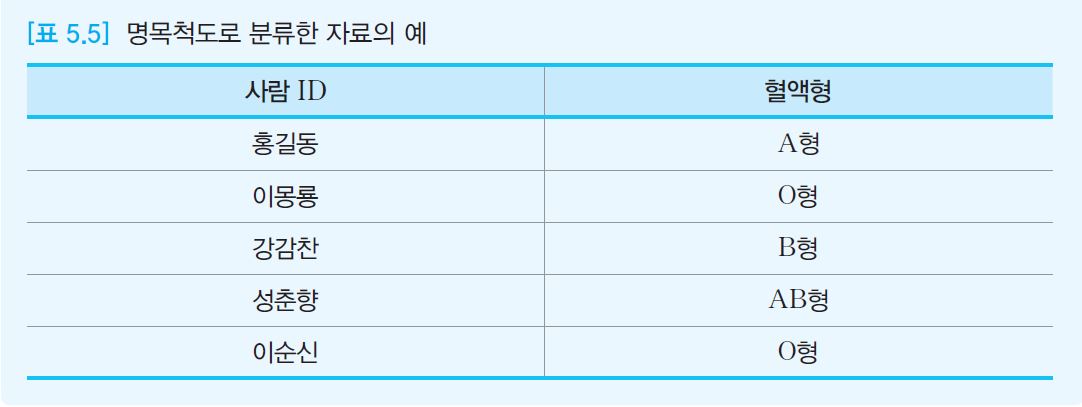 [표 5.5] 명목척도로 분류한 자료의 예
사람 ID 혈액형
홍길동 A형
이몽룡 O형
강감찬 B형
성춘향 AB형
이순신 O형